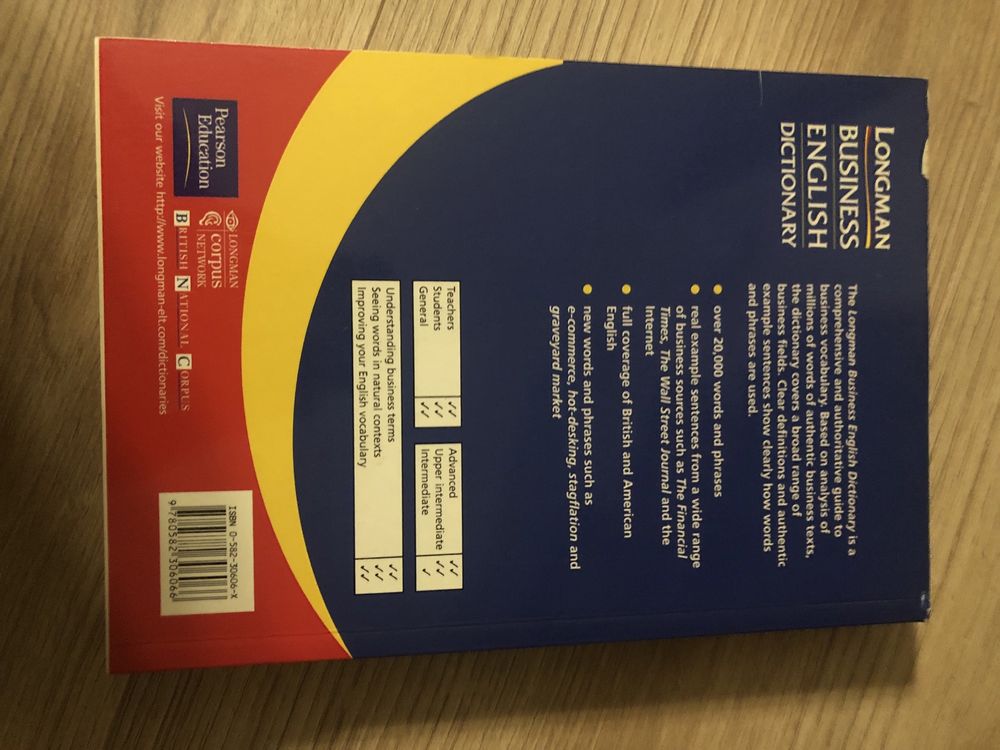 LONGMAN
BUSINESS
ENGLISH
DICTIONARY
The Longman Business English Dictionary is a
comprehensive and authoritative guide to
business vocabulary. Based on analysis of
millions of words of authentic business texts,
the dictionary covers a broad range of
business fields. Clear definitions and authentic
example sentences show clearly how words
and phrases are used.
over 20,000 words and phrases
real example sentences from a wide range
of business sources such as The Financial
Times, The Wall Street Journal and the
Internet
full coverage of British and American
English
new words and phrases such as
e-commerce, hot-desking, stagflation and
graveyard market
Teachers ✓✓
Students ✓✓
General ✓✓
Advanced ✓✓
Upper intermediate ✓✓
Intermediate ✓
Understanding business terms ✓✓
Seeing words in natural contexts ✓✓
Improving your English vocabulary ✓✓
Pearson
Education
LONGMAN
corpus
NETWORK
BRITISH NATIONAL CORPUS
Visit our website http://www.longman-elt.com/dictionaries
ISBN 0-582-30606-X
9 780582 306066